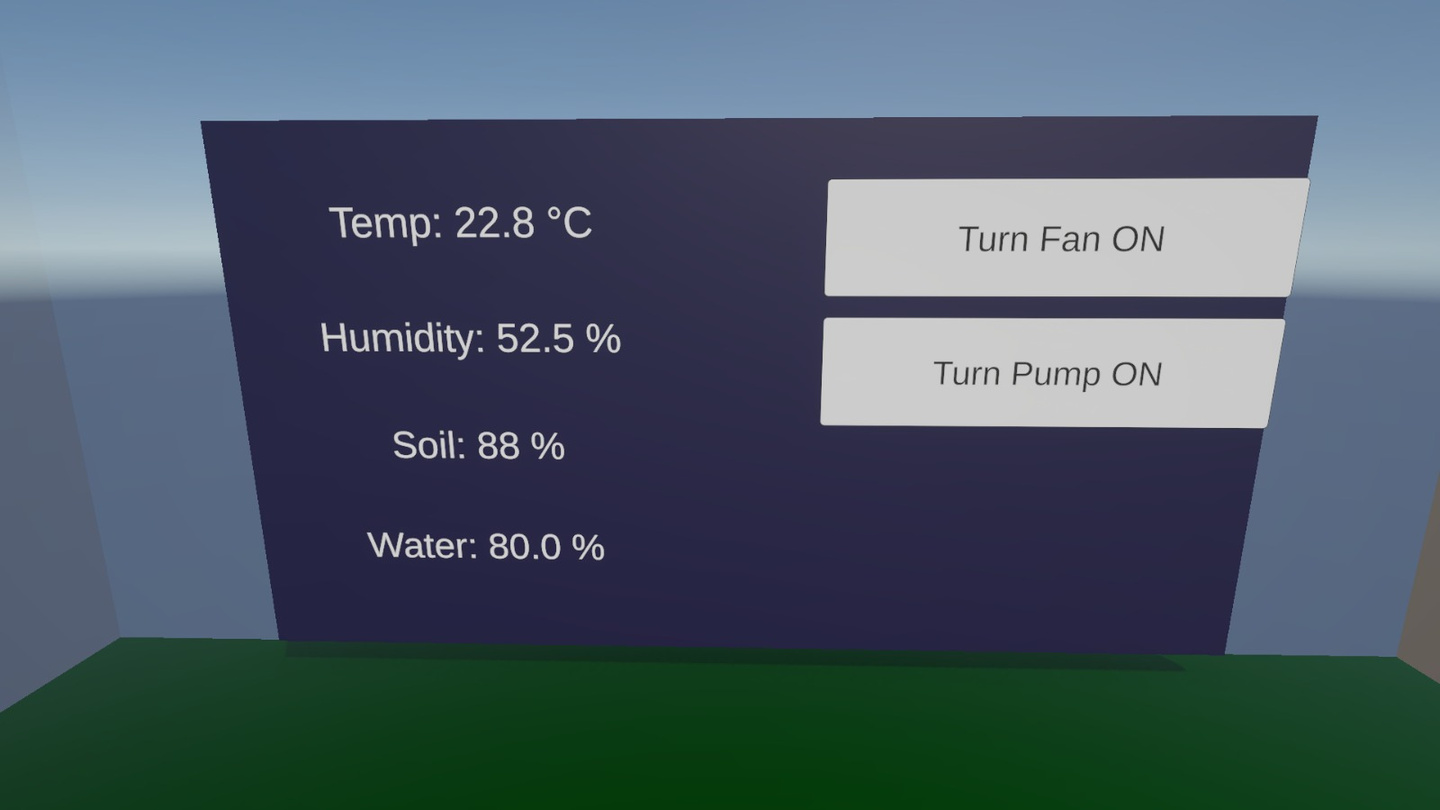 Temp: 22.8 °C
Humidity: 52.5 %
Soil: 88 %
Water: 80.0 %
Turn Fan ON
Turn Pump ON